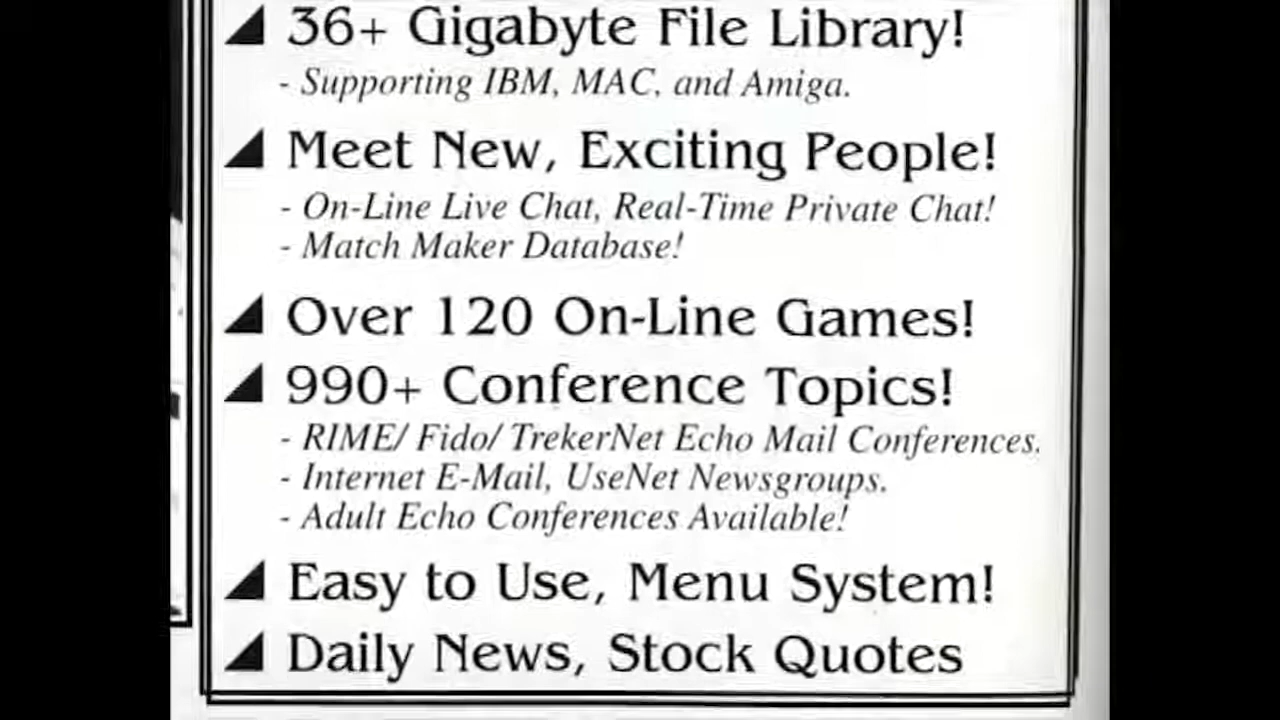 36+ Gigabyte File Library!
- Supporting IBM, MAC, and Amiga.
Meet New, Exciting People!
- On-Line Live Chat, Real-Time Private Chat!
- Match Maker Database!
Over 120 On-Line Games!
990+ Conference Topics!
- RIME/ Fido/ TrekerNet Echo Mail Conferences.
- Internet E-Mail, UseNet Newsgroups.
- Adult Echo Conferences Available!
Easy to Use, Menu System!
Daily News, Stock Quotes